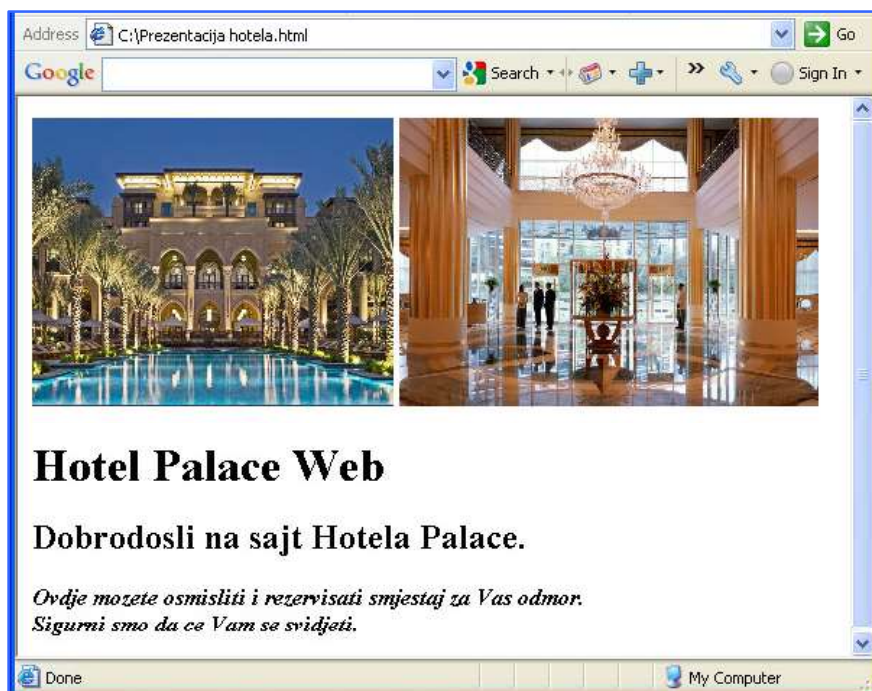 Address C:\Prezentacija hotela.html Go
Google Search Sign In
Hotel Palace Web
Dobrodosli na sajt Hotela Palace.
Ovdje mozete osmisliti i rezervisati smjestaj za Vas odmor.
Sigurni smo da ce Vam se svidjeti.
Done My Computer